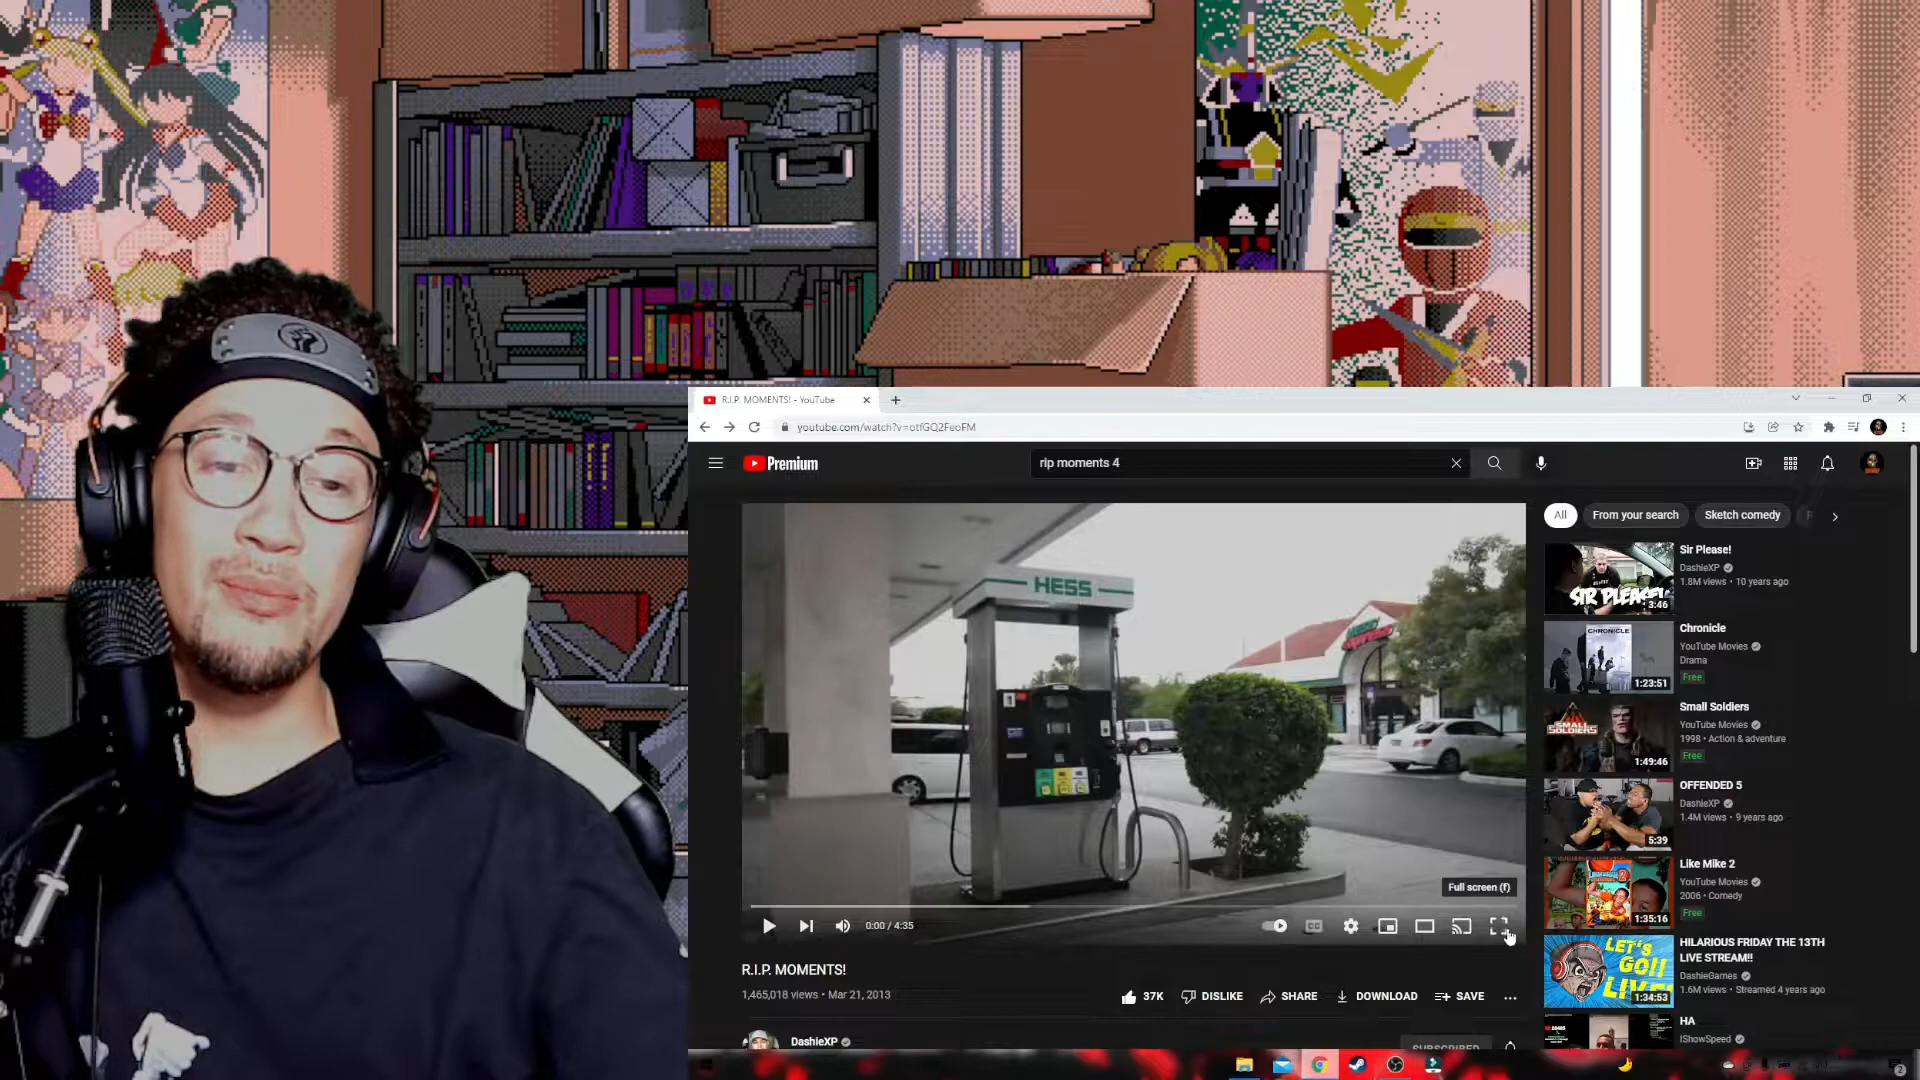 R.I.P. MOMENTS! - YouTube
youtube.com/watch?v=otfGQ2FeoFM
Premium
rip moments 4
HESS
Full screen (f)
0:00 / 4:35
R.I.P. MOMENTS!
1,465,018 views • Mar 21, 2013
37K
DISLIKE
SHARE
DOWNLOAD
SAVE
DashieXP
SUBSCRIBED
All
From your search
Sketch comedy
SIR PLEASE!
3:46
Sir Please!
DashieXP
1.8M views • 10 years ago
CHRONICLE
1:23:51
Chronicle
YouTube Movies
Drama
Free
SMALL
SOLDIERS
1:49:46
Small Soldiers
YouTube Movies
1998 • Action & adventure
Free
5:39
OFFENDED 5
DashieXP
1.4M views • 9 years ago
1:35:16
Like Mike 2
YouTube Movies
2006 • Comedy
Free
LET'S
GO!!
LIVE
1:34:53
HILARIOUS FRIDAY THE 13TH
LIVE STREAM!!
DashieGames
1.6M views • Streamed 4 years ago
HA
IShowSpeed
2